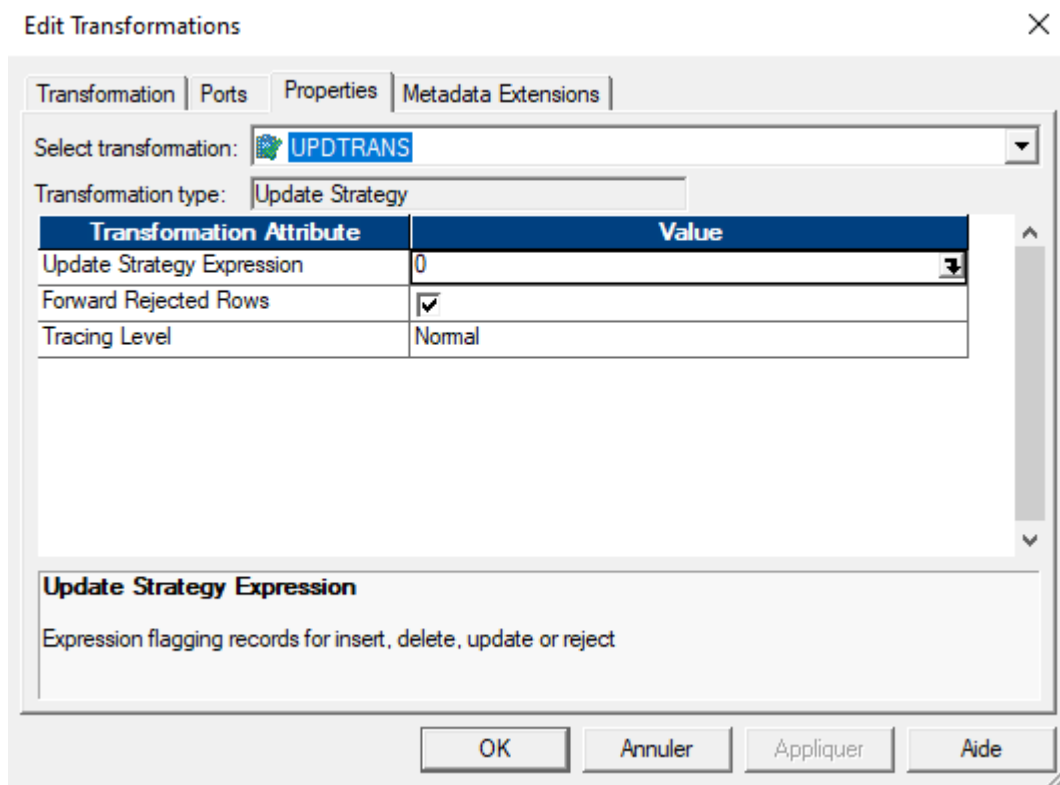 Edit Transformations
Transformation Ports Properties Metadata Extensions
Select transformation: UPDTRANS
Transformation type: Update Strategy
Transformation Attribute Value
Update Strategy Expression 0
Forward Rejected Rows
Tracing Level Normal
Update Strategy Expression
Expression flagging records for insert, delete, update or reject
OK Annuler Appliquer Aide